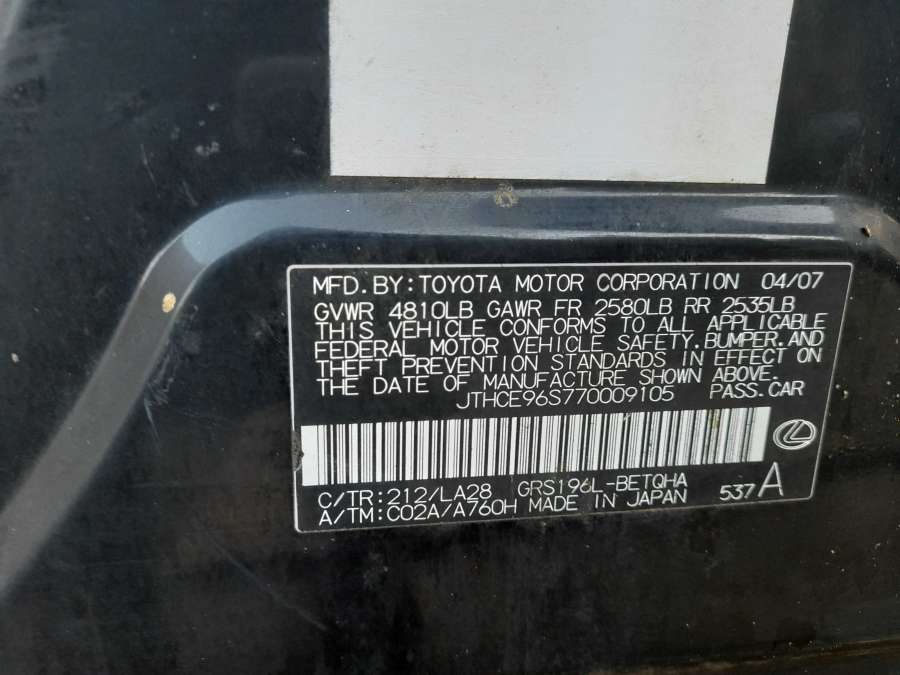 MFD. BY: TOYOTA MOTOR CORPORATION 04/07
GVWR 4810LB GAWR FR 2580LB RR 2535LB
THIS VEHICLE CONFORMS TO ALL APPLICABLE
FEDERAL MOTOR VEHICLE SAFETY. BUMPER. AND
THEFT PREVENTION STANDARDS IN EFFECT ON
THE DATE OF MANUFACTURE SHOWN ABOVE.
JTHCE96S770009105 PASS. CAR
C/TR: 212/LA28 GRS196L-BETQHA
A/TM: C02A/A760H MADE IN JAPAN 537A